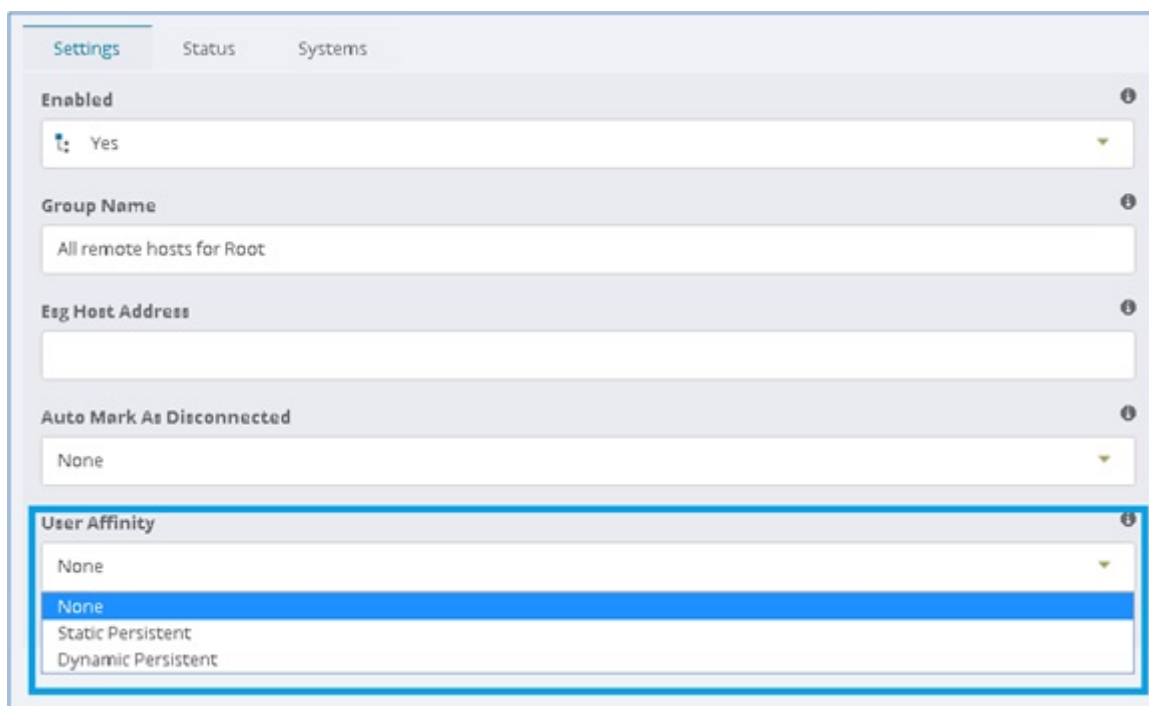 Settings Status Systems
Enabled
Yes
Group Name
All remote hosts for Root
Esg Host Address
Auto Mark As Disconnected
None
User Affinity
None
None
Static Persistent
Dynamic Persistent